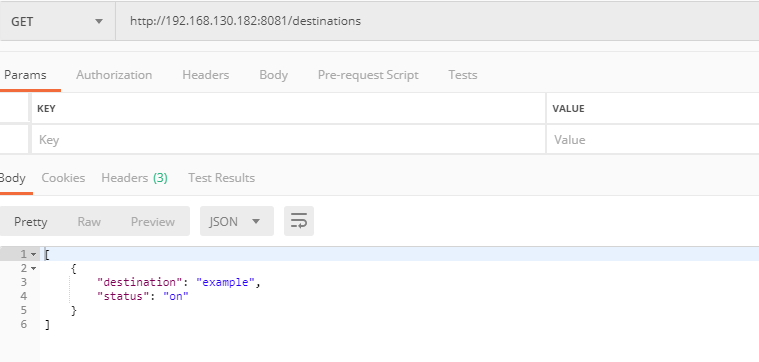 GET http://192.168.130.182:8081/destinations
Params Authorization Headers Body Pre-request Script Tests
KEY VALUE
Key Value
Body Cookies Headers (3) Test Results
Pretty Raw Preview JSON
1 [
2 {
3 "destination": "example",
4 "status": "on"
5 }
6 ]